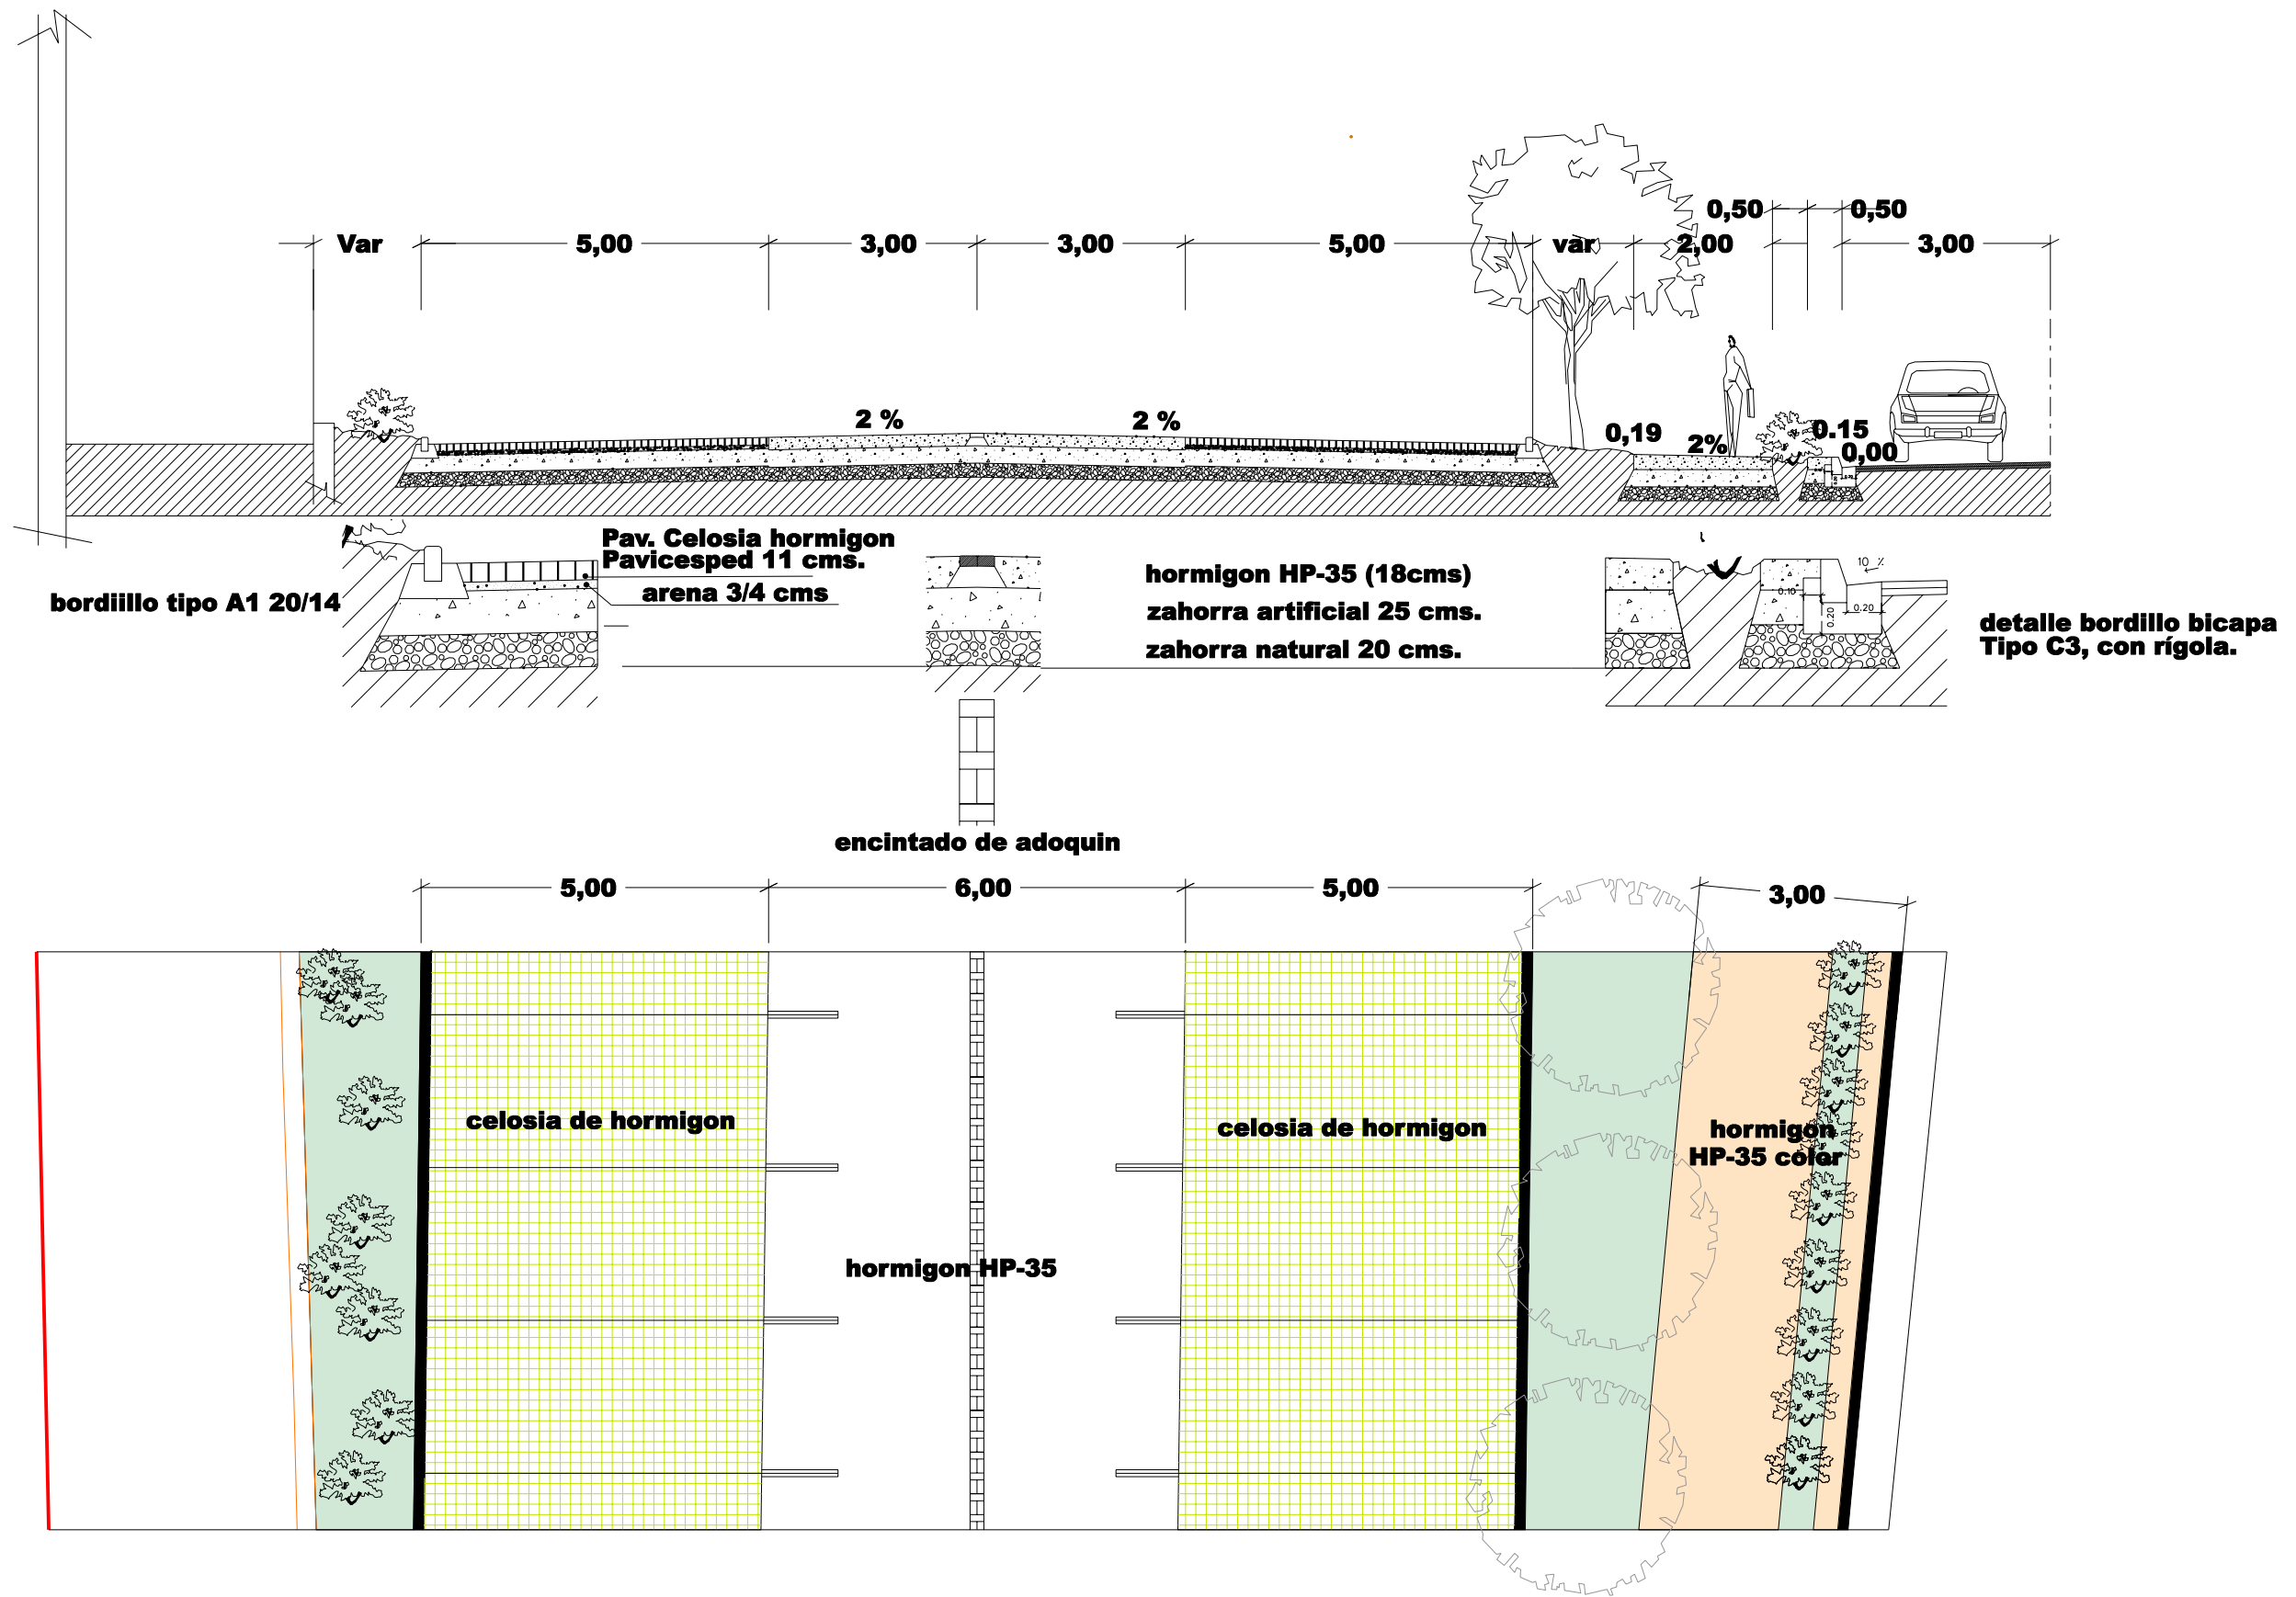 0,50
0,50
Var
5,00
3,00
3,00
5,00
var
2,00
3,00
2 %
2 %
0,19
2%
0.15
0,00
Pav. Celosia hormigon
Pavicesped 11 cms.
arena 3/4 cms
bordiillo tipo A1 20/14
hormigon HP-35 (18cms)
zahorra artificial 25 cms.
zahorra natural 20 cms.
10 %
0.10
0.20
0.20
detalle bordillo bicapa
Tipo C3, con rígola.
encintado de adoquin
5,00
6,00
5,00
3,00
celosia de hormigon
celosia de hormigon
hormigon
HP-35 color
hormigon HP-35